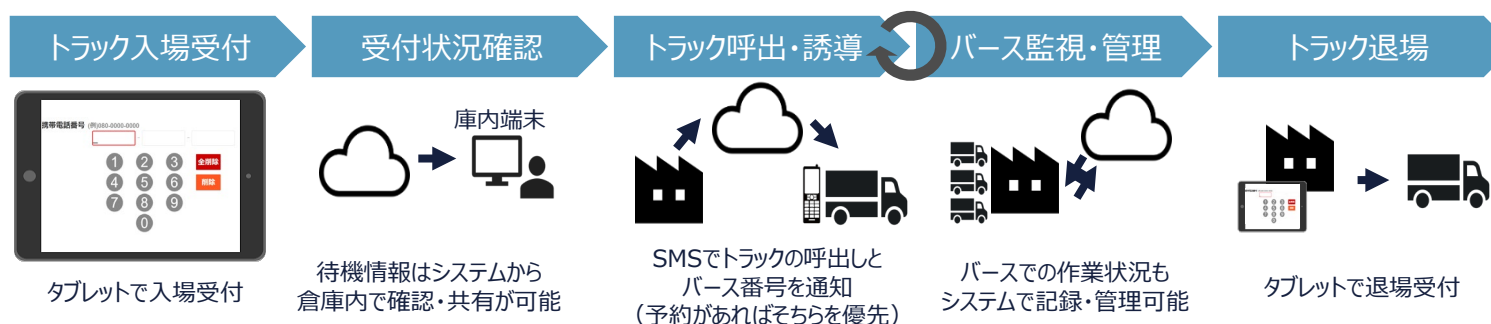 トラック入場受付
受付状況確認
トラック呼出・誘導
バース監視・管理
トラック退場
携帯電話番号 (例)080-0000-0000
1 2 3 全削除
4 5 6 削除
7 8 9
0
タブレットで入場受付
庫内端末
待機情報はシステムから
倉庫内で確認・共有が可能
SMSでトラックの呼出しと
バース番号を通知
（予約があればそちらを優先）
バースでの作業状況も
システムで記録・管理可能
タブレットで退場受付